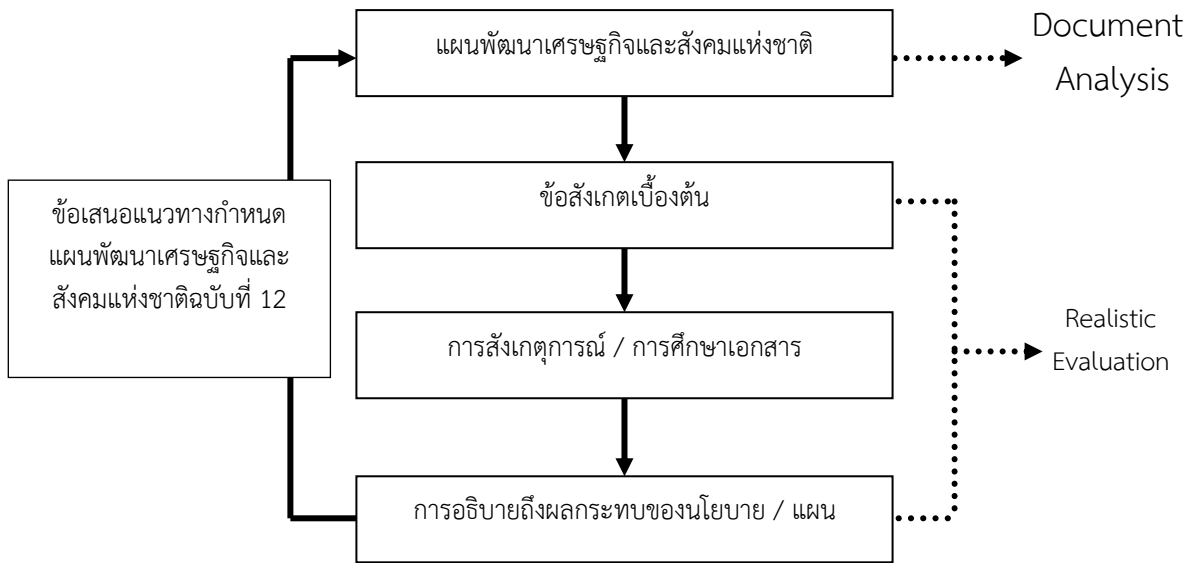 แผนพัฒนาเศรษฐกิจและสังคมแห่งชาติ
Document
Analysis
ข้อสังเกตเบื้องต้น
ข้อเสนอแนวทางกำหนด
แผนพัฒนาเศรษฐกิจและ
สังคมแห่งชาติฉบับที่ 12
การสังเกตุการณ์ / การศึกษาเอกสาร
Realistic
Evaluation
การอธิบายถึงผลกระทบของนโยบาย / แผน